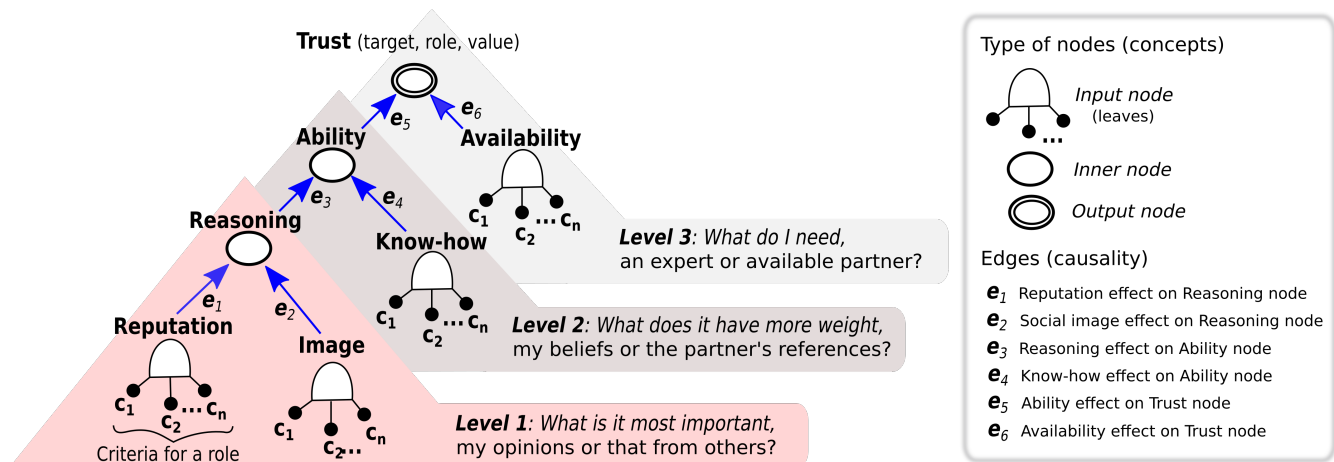 Trust (target, role, value)
e5
e6
Ability
Availability
e3
e4
c1
c2
...
cn
Reasoning
Know-how
e1
e2
c1
c2
...
cn
Level 3: What do I need,
an expert or available partner?
Reputation
Image
Level 2: What does it have more weight,
my beliefs or the partner's references?
c1
c2
...
cn
c1
c2
...
cn
Level 1: What is it most important,
my opinions or that from others?
Criteria for a role
Type of nodes (concepts)
Input node
(leaves)
...
Inner node
Output node
Edges (causality)
e1 Reputation effect on Reasoning node
e2 Social image effect on Reasoning node
e3 Reasoning effect on Ability node
e4 Know-how effect on Ability node
e5 Ability effect on Trust node
e6 Availability effect on Trust node